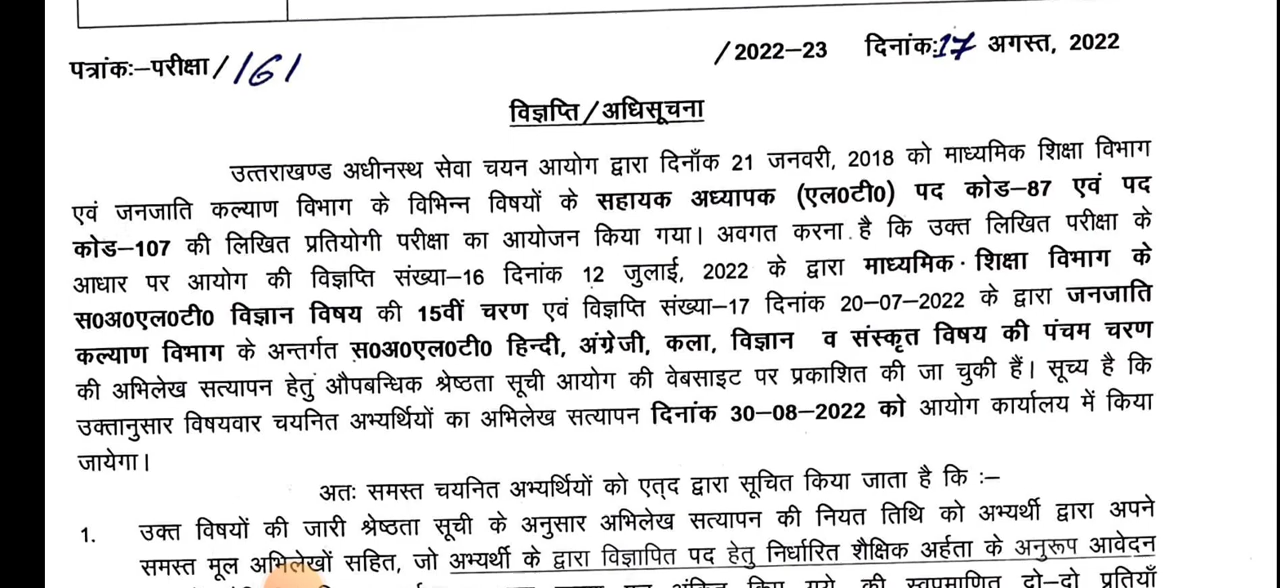 पत्रांकः–परीक्षा/161 /2022–23 दिनांक:17 अगस्त, 2022
विज्ञप्ति/अधिसूचना
उत्तराखण्ड अधीनस्थ सेवा चयन आयोग द्वारा दिनाँक 21 जनवरी, 2018 को माध्यमिक शिक्षा विभाग
एवं जनजाति कल्याण विभाग के विभिन्न विषयों के सहायक अध्यापक (एल0टी0) पद कोड–87 एवं पद
कोड–107 की लिखित प्रतियोगी परीक्षा का आयोजन किया गया। अवगत कराना है कि उक्त लिखित परीक्षा के
आधार पर आयोग की विज्ञप्ति संख्या–16 दिनांक 12 जुलाई, 2022 के द्वारा माध्यमिक शिक्षा विभाग के
स0अ0एल0टी0 विज्ञान विषय की 15वीं चरण एवं विज्ञप्ति संख्या–17 दिनांक 20–07–2022 के द्वारा जनजाति
कल्याण विभाग के अन्तर्गत स0अ0एल0टी0 हिन्दी, अंग्रेजी, कला, विज्ञान व संस्कृत विषय की पंचम चरण
की अभिलेख सत्यापन हेतु औपबन्धिक श्रेष्ठता सूची आयोग की वेबसाइट पर प्रकाशित की जा चुकी हैं। सूच्य है कि
उक्तानुसार विषयवार चयनित अभ्यर्थियों का अभिलेख सत्यापन दिनांक 30–08–2022 को आयोग कार्यालय में किया
जायेगा।
अतः समस्त चयनित अभ्यर्थियों को एतद् द्वारा सूचित किया जाता है कि :–
1. उक्त विषयों की जारी श्रेष्ठता सूची के अनुसार अभिलेख सत्यापन की नियत तिथि को अभ्यर्थी द्वारा अपने
समस्त मूल अभिलेखों सहित, जो अभ्यर्थी के द्वारा विज्ञापित पद हेतु निर्धारित शैक्षिक अर्हता के अनुरूप आवेदन
अंकित किए गये की स्वप्रमाणित दो–दो प्रतियाँ